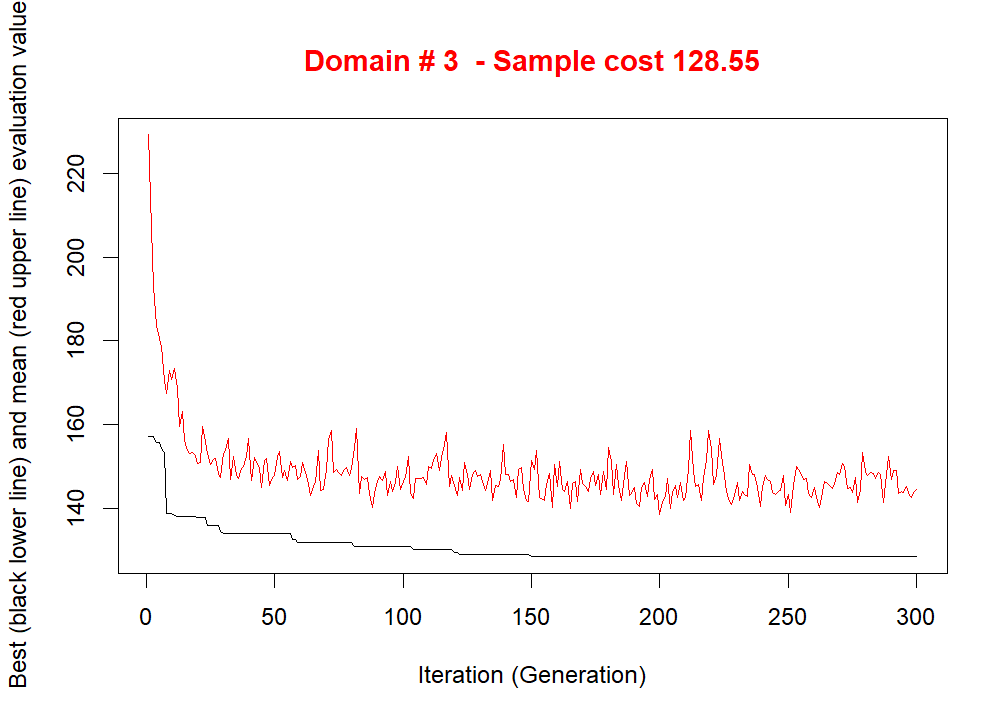 Domain # 3  - Sample cost 128.55
Best (black lower line) and mean (red upper line) evaluation value
220
200
180
160
140
0 50 100 150 200 250 300
Iteration (Generation)